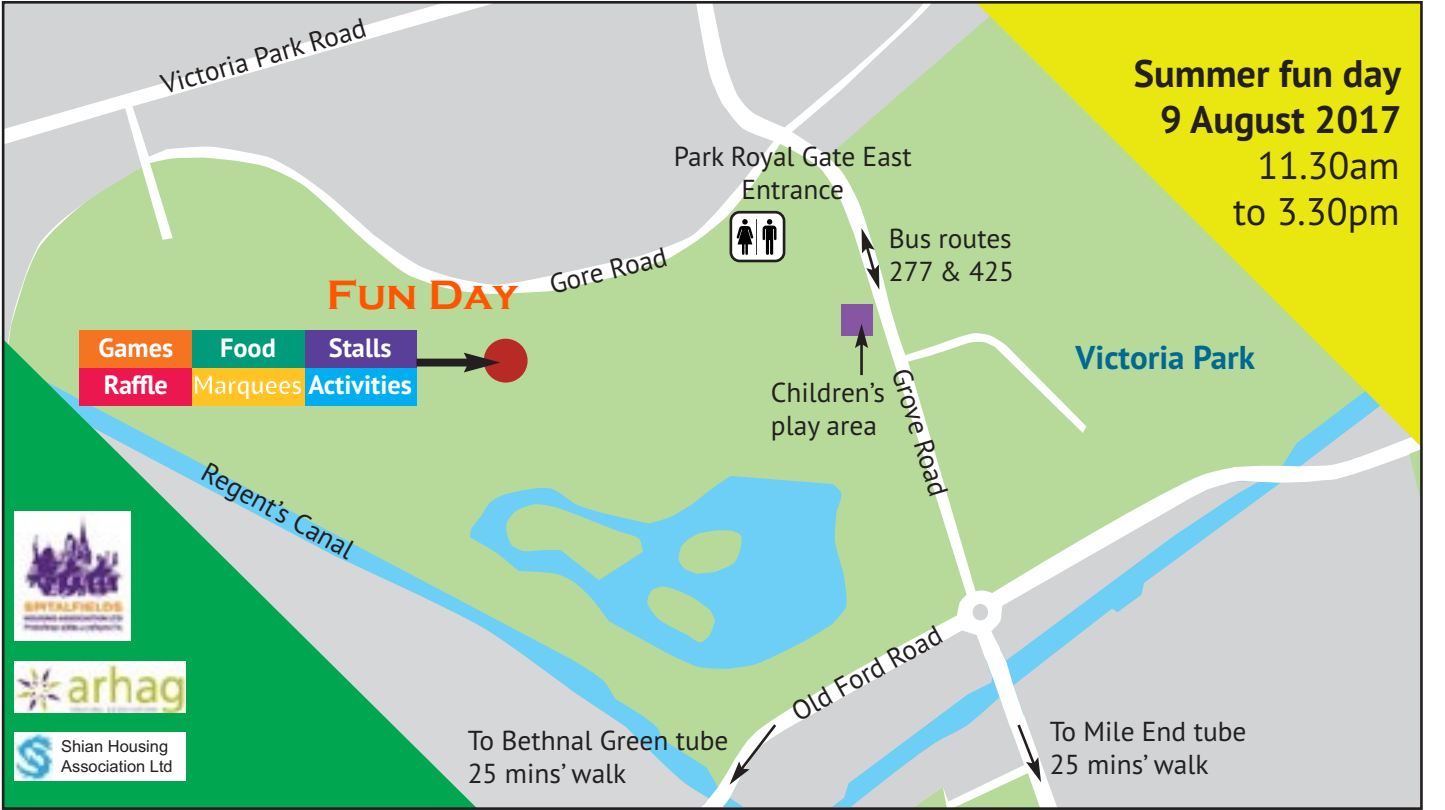 Victoria Park Road
Summer fun day
9 August 2017
11.30am
to 3.30pm
Park Royal Gate East
Entrance
Bus routes
277 & 425
Gore Road
FUN DAY
Games Food Stalls
Raffle Marquees Activities
Victoria Park
Children's
play area
Grove Road
Regent's Canal
Old Ford Road
SPITALFIELDS
HOUSING ASSOCIATION LTD
arhag
Shian Housing
Association Ltd
To Bethnal Green tube
25 mins' walk
To Mile End tube
25 mins' walk